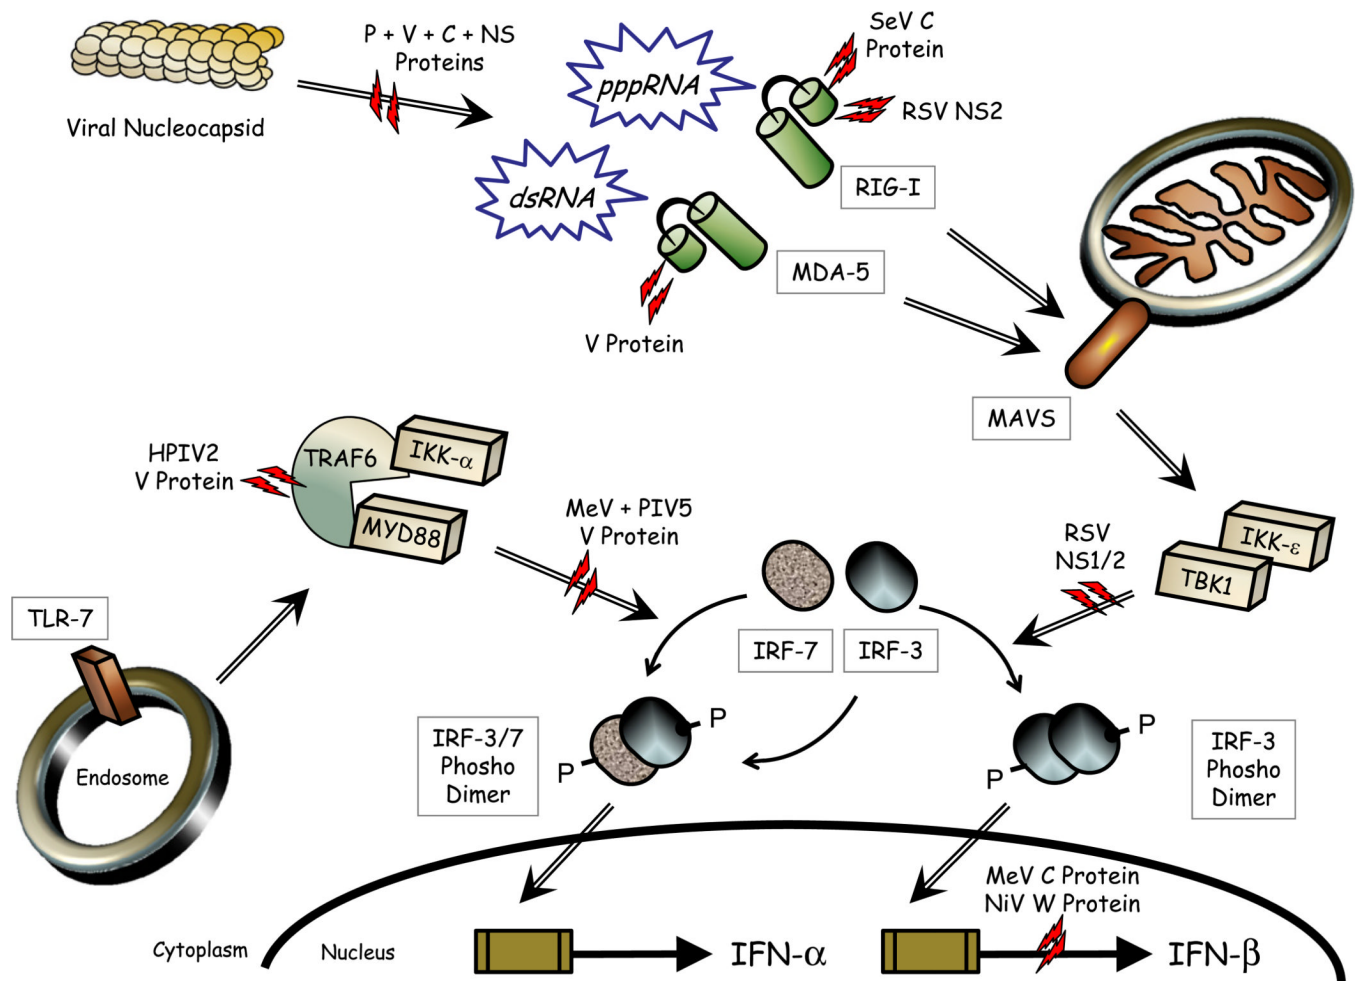 P + V + C + NS
Proteins
Viral Nucleocapsid
pppRNA
SeV C
Protein
RSV NS2
RIG-I
dsRNA
MDA-5
V Protein
MAVS
HPIV2
V Protein
TRAF6
IKK-α
MYD88
MeV + PIV5
V Protein
RSV
NS1/2
IKK-ε
TBK1
TLR-7
IRF-7
IRF-3
Endosome
IRF-3/7
Phosho
Dimer
P
P
P
P
IRF-3
Phosho
Dimer
MeV C Protein
NiV W Protein
Cytoplasm
Nucleus
IFN-α
IFN-β